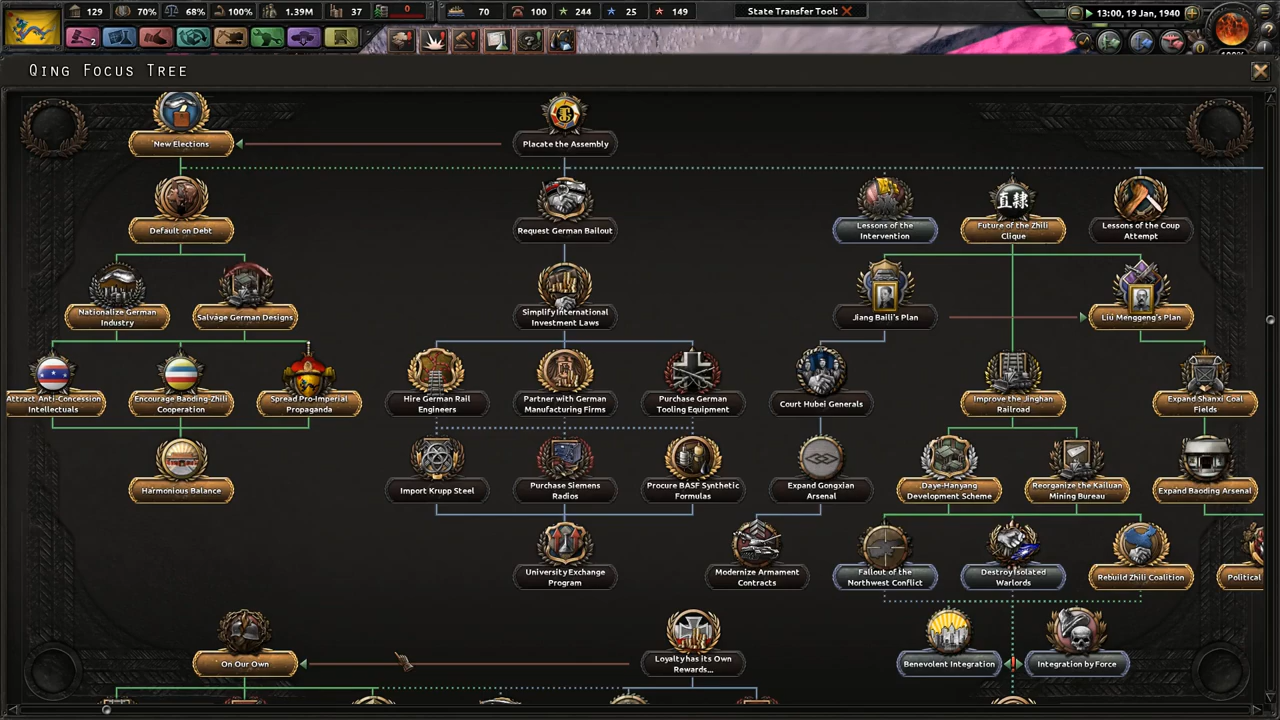 129 70% 68% 100% 1.39M 37 0 70 100 244 25 149 State Transfer Tool: 13:00, 19 Jan, 1940
2
Qing Focus Tree
New Elections
Placate the Assembly
直隸
Default on Debt
Request German Bailout
Lessons of the
Intervention
Future of the Zhili
Clique
Lessons of the Coup
Attempt
Nationalize German
Industry
Salvage German Designs
Simplify International
Investment Laws
Jiang Baili's Plan
Liu Menggeng's Plan
Attract Anti-Concession
Intellectuals
Encourage Baoding-Zhili
Cooperation
Spread Pro-Imperial
Propaganda
Hire German Rail
Engineers
Partner with German
Manufacturing Firms
Purchase German
Tooling Equipment
Court Hubei Generals
Improve the Jinghan
Railroad
Expand Shanxi Coal
Fields
Harmonious Balance
Import Krupp Steel
Purchase Siemens
Radios
Procure BASF Synthetic
Formulas
Expand Gongxian
Arsenal
Daye-Hanyang
Development Scheme
Reorganize the Kailuan
Mining Bureau
Expand Baoding Arsenal
University Exchange
Program
Modernize Armament
Contracts
Fallout of the
Northwest Conflict
Destroy Isolated
Warlords
Rebuild Zhili Coalition
Political
On Our Own
Loyalty has its Own
Rewards...
Benevolent Integration
Integration by Force